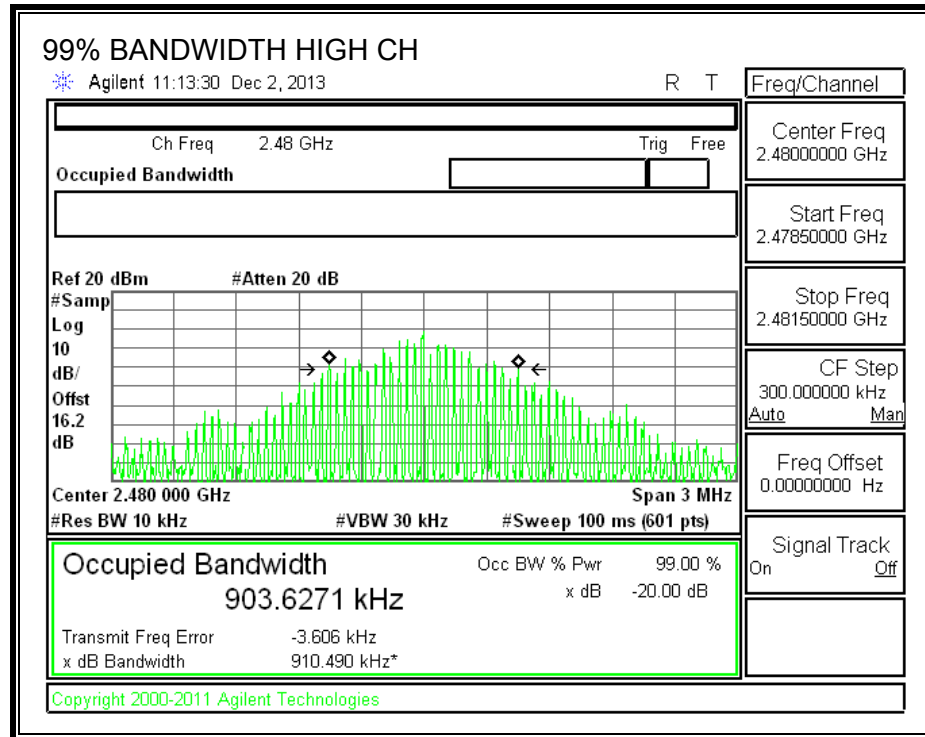 99% BANDWIDTH HIGH CH
Agilent 11:13:30 Dec 2, 2013 R T
Freq/Channel
Ch Freq 2.48 GHz Trig Free
Occupied Bandwidth
Center Freq
2.48000000 GHz
Start Freq
2.47850000 GHz
Stop Freq
2.48150000 GHz
CF Step
300.000000 kHz
Auto Man
Freq Offset
0.00000000 Hz
Signal Track
On Off
Ref 20 dBm #Atten 20 dB
#Samp
Log
10
dB/
Offst
16.2
dB
Center 2.480 000 GHz Span 3 MHz
#Res BW 10 kHz #VBW 30 kHz #Sweep 100 ms (601 pts)
Occupied Bandwidth Occ BW % Pwr 99.00 %
903.6271 kHz x dB -20.00 dB
Transmit Freq Error -3.606 kHz
x dB Bandwidth 910.490 kHz*
Copyright 2000-2011 Agilent Technologies